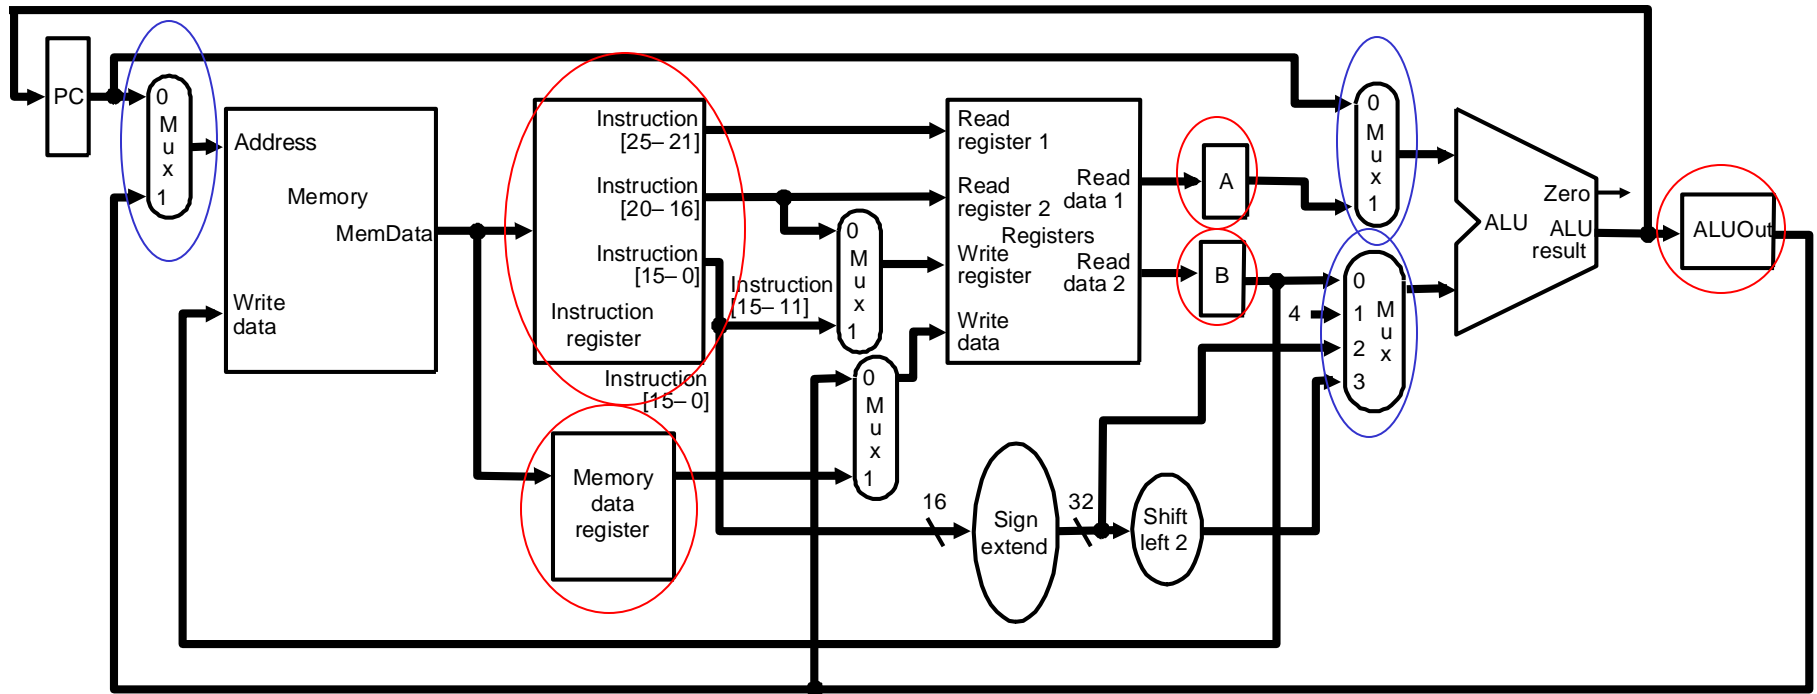 PC
0
M
u
x
1
Address
Memory
MemData
Write
data
Instruction
[25–21]
Instruction
[20–16]
Instruction
[15–0]
Instruction
register
Instruction
[15–0]
Memory
data
register
Instruction
[15–11]
0
M
u
x
1
0
M
u
x
1
Read
register 1
Read
register 2
Registers
Write
register
Write
data
Read
data 1
Read
data 2
16
Sign
extend
32
Shift
left 2
A
B
4
0
M
u
x
1
0
1
2
3
M
u
x
Zero
ALU
ALU
result
ALUOut